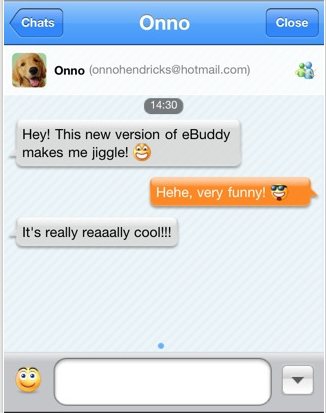 Chats
Onno
Close
Onno (onnohendricks@hotmail.com)
14:30
Hey! This new version of eBuddy
makes me jiggle!
Hehe, very funny!
It's really reaaally cool!!!